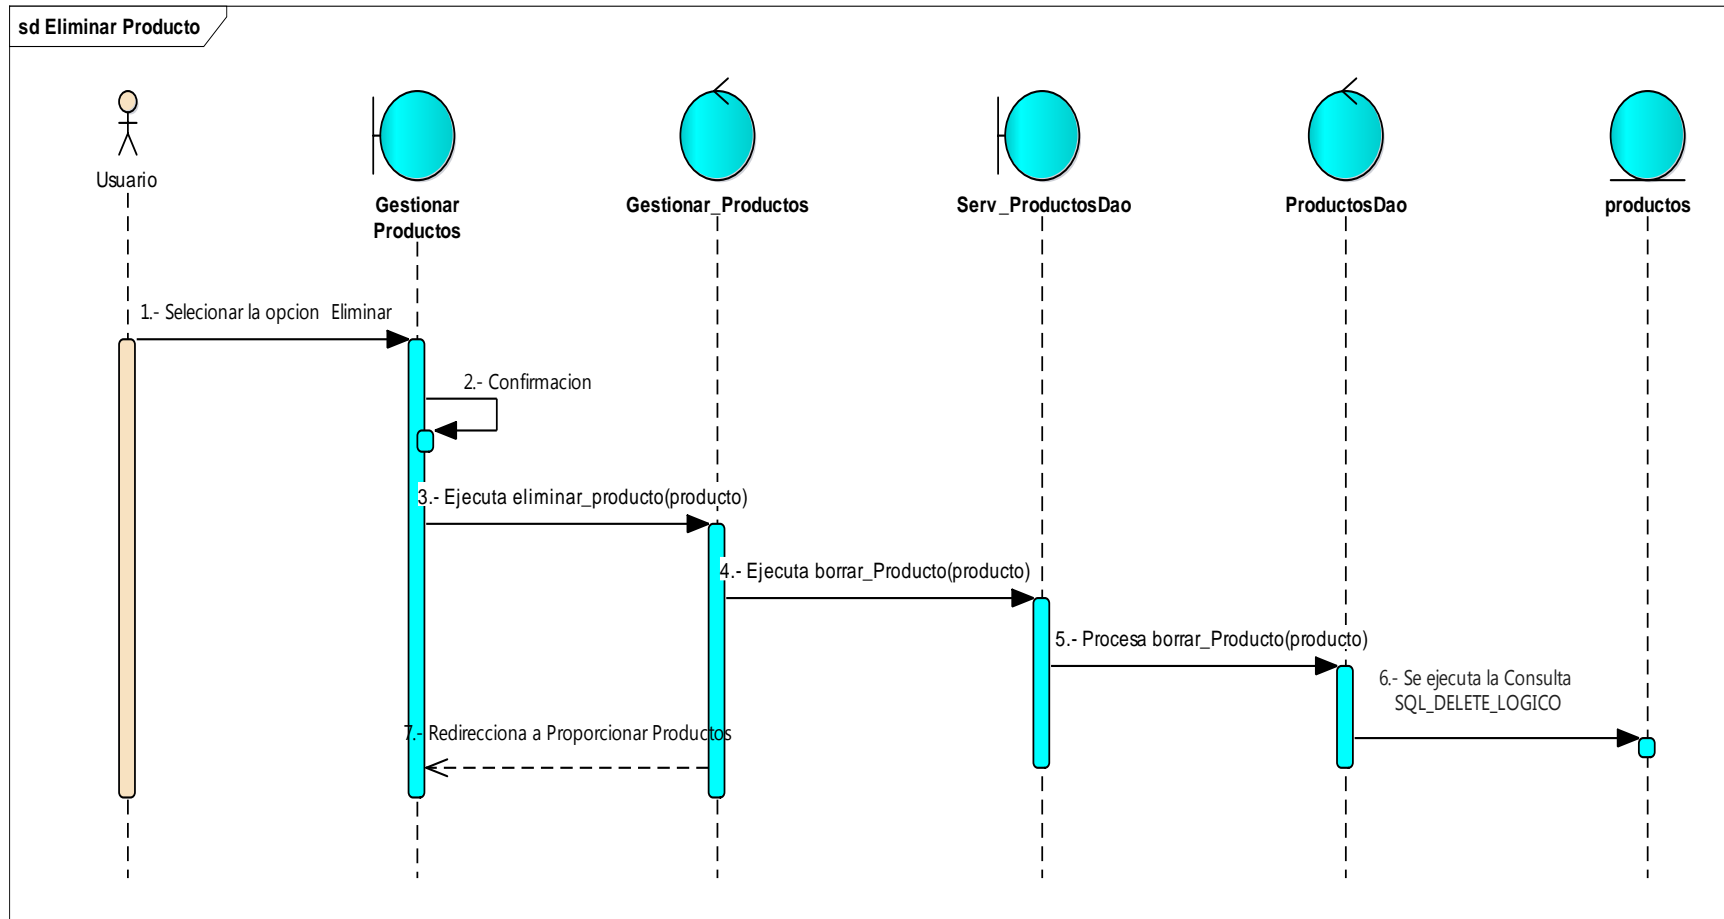 sd Eliminar Producto
Usuario
Gestionar
Productos
Gestionar_Productos
Serv_ProductosDao
ProductosDao
productos
1.- Selecionar la opcion Eliminar
2.- Confirmacion
3.- Ejecuta eliminar_producto(producto)
4.- Ejecuta borrar_Producto(producto)
5.- Procesa borrar_Producto(producto)
6.- Se ejecuta la Consulta
SQL_DELETE_LOGICO
7.- Redirecciona a Proporcionar Productos